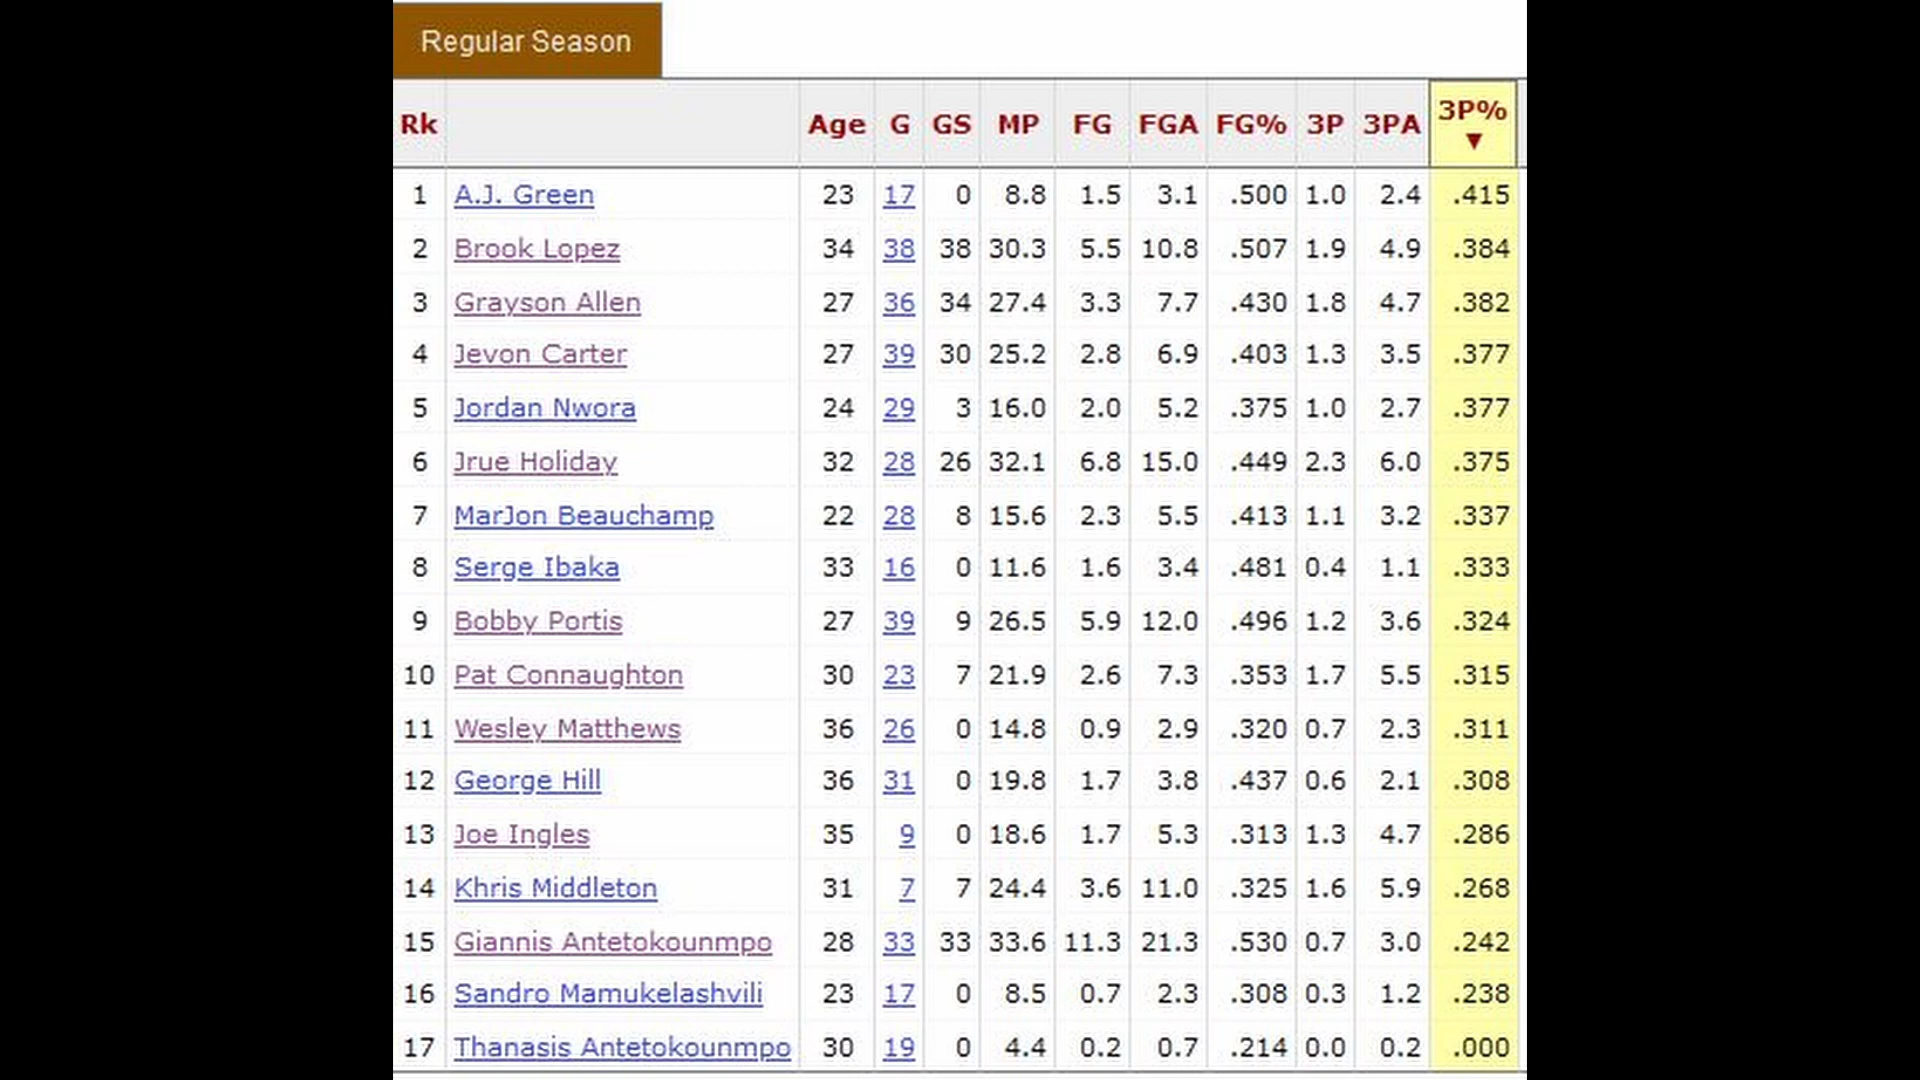 Regular Season
Rk Age G GS MP FG FGA FG% 3P 3PA 3P% ▼
1 A.J. Green 23 17 0 8.8 1.5 3.1 .500 1.0 2.4 .415
2 Brook Lopez 34 38 38 30.3 5.5 10.8 .507 1.9 4.9 .384
3 Grayson Allen 27 36 34 27.4 3.3 7.7 .430 1.8 4.7 .382
4 Jevon Carter 27 39 30 25.2 2.8 6.9 .403 1.3 3.5 .377
5 Jordan Nwora 24 29 3 16.0 2.0 5.2 .375 1.0 2.7 .377
6 Jrue Holiday 32 28 26 32.1 6.8 15.0 .449 2.3 6.0 .375
7 MarJon Beauchamp 22 28 8 15.6 2.3 5.5 .413 1.1 3.2 .337
8 Serge Ibaka 33 16 0 11.6 1.6 3.4 .481 0.4 1.1 .333
9 Bobby Portis 27 39 9 26.5 5.9 12.0 .496 1.2 3.6 .324
10 Pat Connaughton 30 23 7 21.9 2.6 7.3 .353 1.7 5.5 .315
11 Wesley Matthews 36 26 0 14.8 0.9 2.9 .320 0.7 2.3 .311
12 George Hill 36 31 0 19.8 1.7 3.8 .437 0.6 2.1 .308
13 Joe Ingles 35 9 0 18.6 1.7 5.3 .313 1.3 4.7 .286
14 Khris Middleton 31 7 7 24.4 3.6 11.0 .325 1.6 5.9 .268
15 Giannis Antetokounmpo 28 33 33 33.6 11.3 21.3 .530 0.7 3.0 .242
16 Sandro Mamukelashvili 23 17 0 8.5 0.7 2.3 .308 0.3 1.2 .238
17 Thanasis Antetokounmpo 30 19 0 4.4 0.2 0.7 .214 0.0 0.2 .000